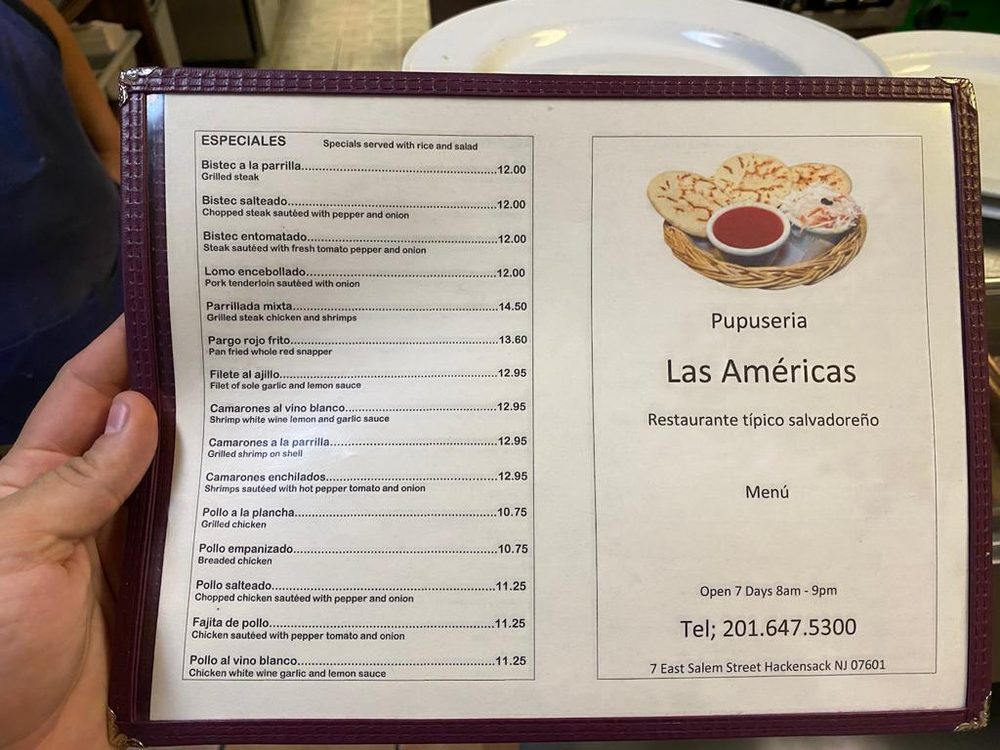 ESPECIALES Specials served with rice and salad
Bistec a la parrilla 12.00
Grilled steak
Bistec salteado 12.00
Chopped steak sautéed with pepper and onion
Bistec entomatado 12.00
Steak sautéed with fresh tomato pepper and onion
Lomo encebollado 12.00
Pork tenderloin sautéed with onion
Parrillada mixta 14.50
Grilled steak chicken and shrimps
Pargo rojo frito 13.60
Pan fried whole red snapper
Filete al ajillo 12.95
Filet of sole garlic and lemon sauce
Camarones al vino blanco 12.95
Shrimp white wine lemon and garlic sauce
Camarones a la parrilla 12.95
Grilled shrimp on shell
Camarones enchilados 12.95
Shrimps sautéed with hot pepper tomato and onion
Pollo a la plancha 10.75
Grilled chicken
Pollo empanizado 10.75
Breaded chicken
Pollo salteado 11.25
Chopped chicken sautéed with pepper and onion
Fajita de pollo 11.25
Chicken sautéed with pepper tomato and onion
Pollo al vino blanco 11.25
Chicken white wine garlic and lemon sauce
Pupuseria
Las Américas
Restaurante típico salvadoreño
Menú
Open 7 Days 8am - 9pm
Tel; 201.647.5300
7 East Salem Street Hackensack NJ 07601